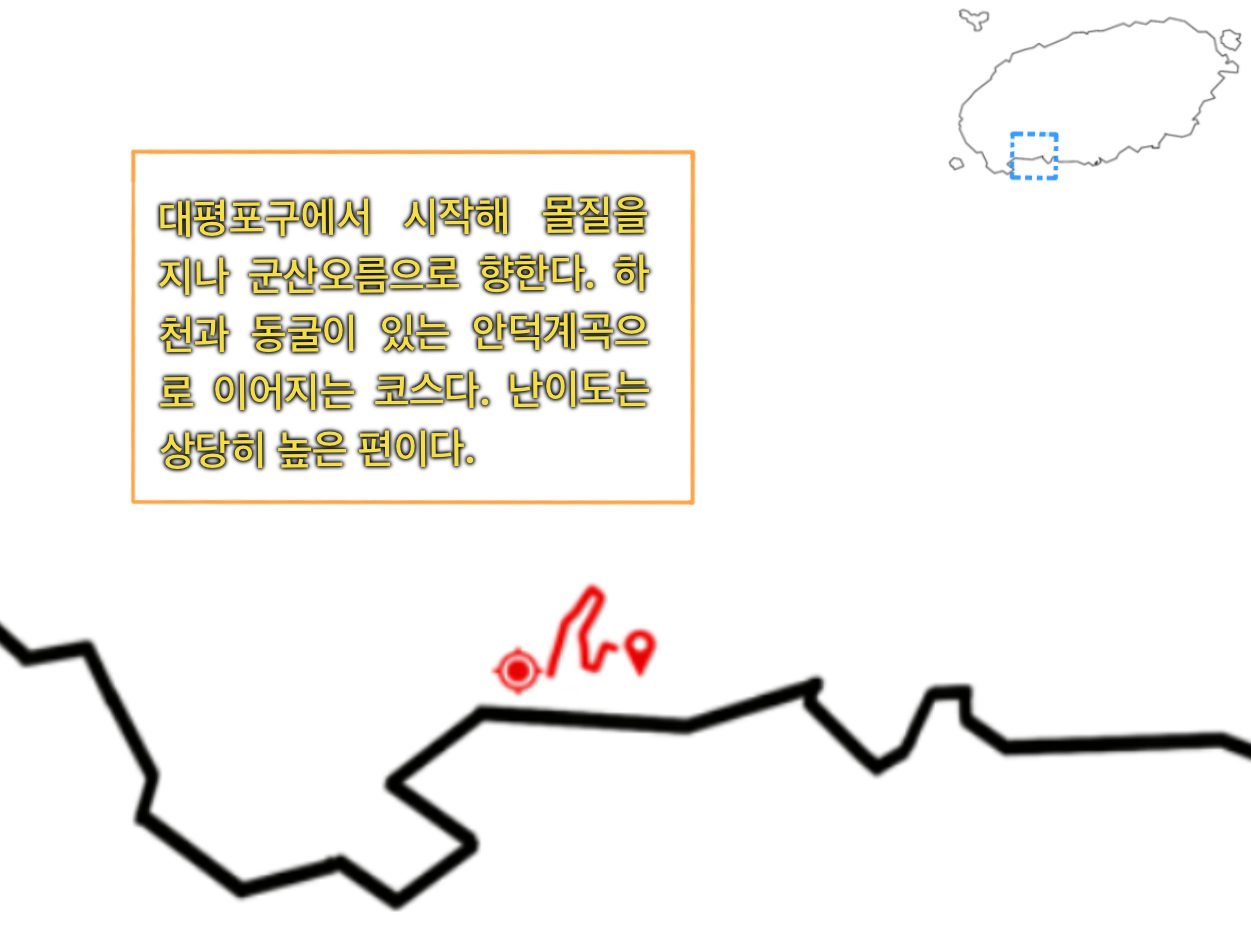 대평포구에서 시작해 몰질을
지나 군산오름으로 향한다. 하
천과 동굴이 있는 안덕계곡으
로 이어지는 코스다. 난이도는
상당히 높은 편이다.